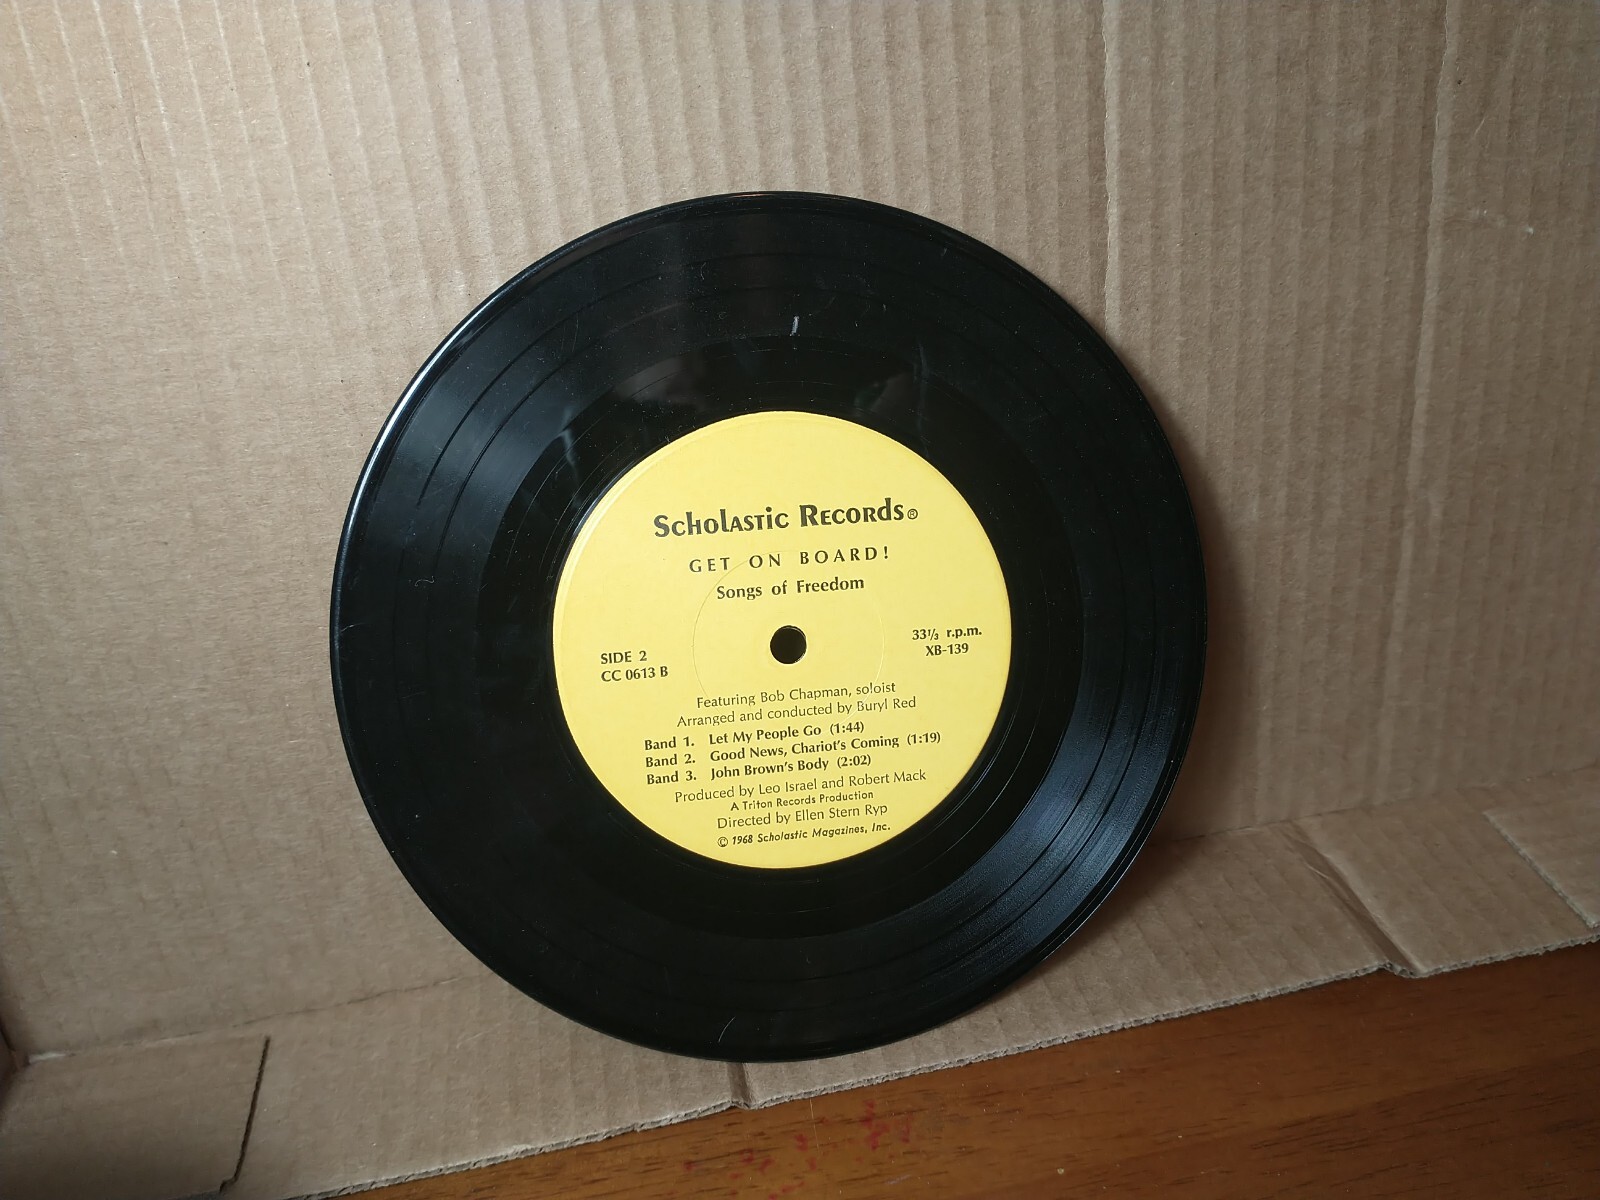 Scholastic Records®
GET ON BOARD!
Songs of Freedom
SIDE 2
CC 0613 B
33⅓ r.p.m.
XB-139
Featuring Bob Chapman, soloist
Arranged and conducted by Buryl Red
Band 1. Let My People Go (1:44)
Band 2. Good News, Chariot's Coming (1:19)
Band 3. John Brown's Body (2:02)
Produced by Leo Israel and Robert Mack
A Triton Records Production
Directed by Ellen Stern Ryp
© 1968 Scholastic Magazines, Inc.